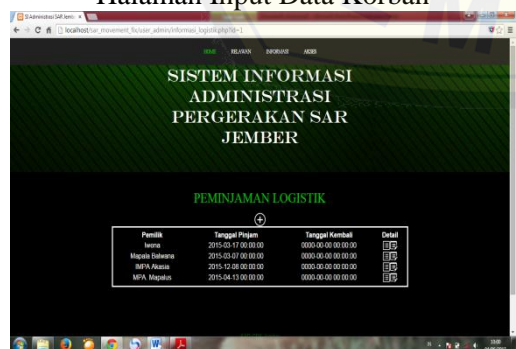 Halaman Input Data Korban
SI Administrasi SAR Jemb
localhost/sar_movement_fix/user_admin/informasi_logistik.php?id=1
HOME RELAWAN INFORMASI AKSES
SISTEM INFORMASI
ADMINISTRASI
PERGERAKAN SAR
JEMBER
PEMINJAMAN LOGISTIK
Pemilik Tanggal Pinjam Tanggal Kembali Detail
Iwena 2015-03-17 00:00:00 0000-00-00 00:00:00
Mapala Balwana 2015-03-07 00:00:00 0000-00-00 00:00:00
IMPA Akasia 2015-12-08 00:00:00 0000-00-00 00:00:00
MPA Mapalus 2015-04-13 00:00:00 0000-00-00 00:00:00